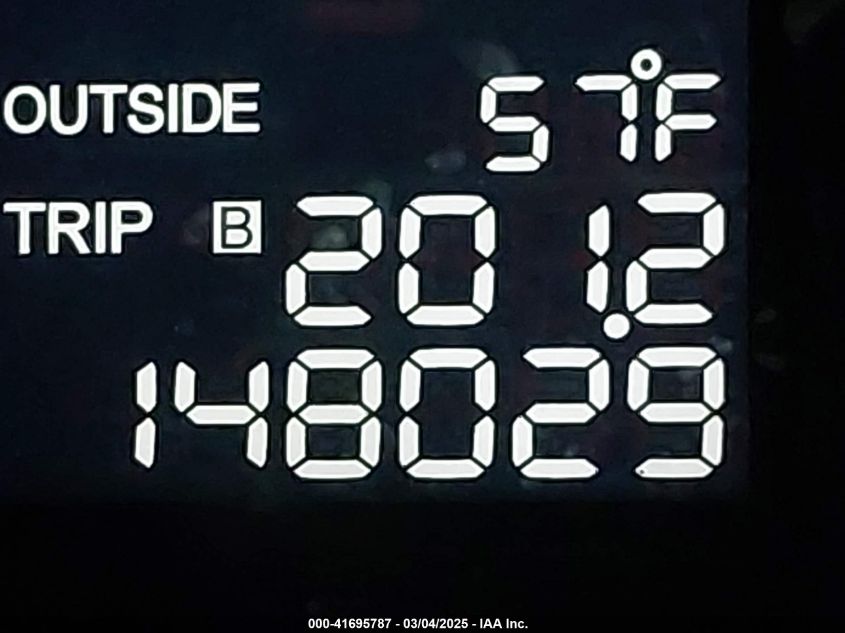 OUTSIDE 57°F
TRIP B 201.2
148029
000-41695787 - 03/04/2025 - IAA Inc.